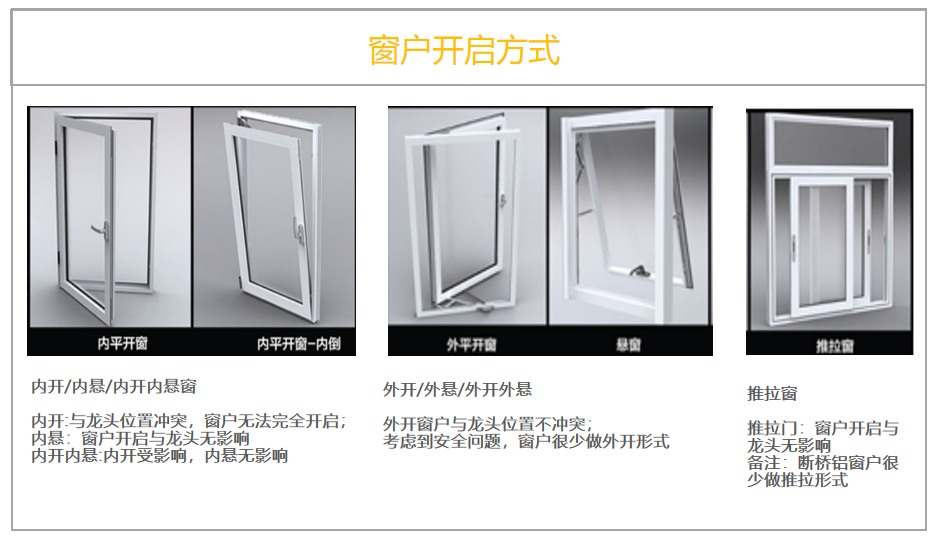 窗户开启方式
内平开窗
内平开窗-内倒
外平开窗
悬窗
推拉窗
内开/内悬/内开内悬窗
内开:与龙头位置冲突，窗户无法完全开启；
内悬：窗户开启与龙头无影响
内开内悬:内开受影响，内悬无影响
外开/外悬/外开外悬
外开窗户与龙头位置不冲突；
考虑到安全问题，窗户很少做外开形式
推拉窗
推拉门：窗户开启与
龙头无影响
备注：断桥铝窗户很
少做推拉形式